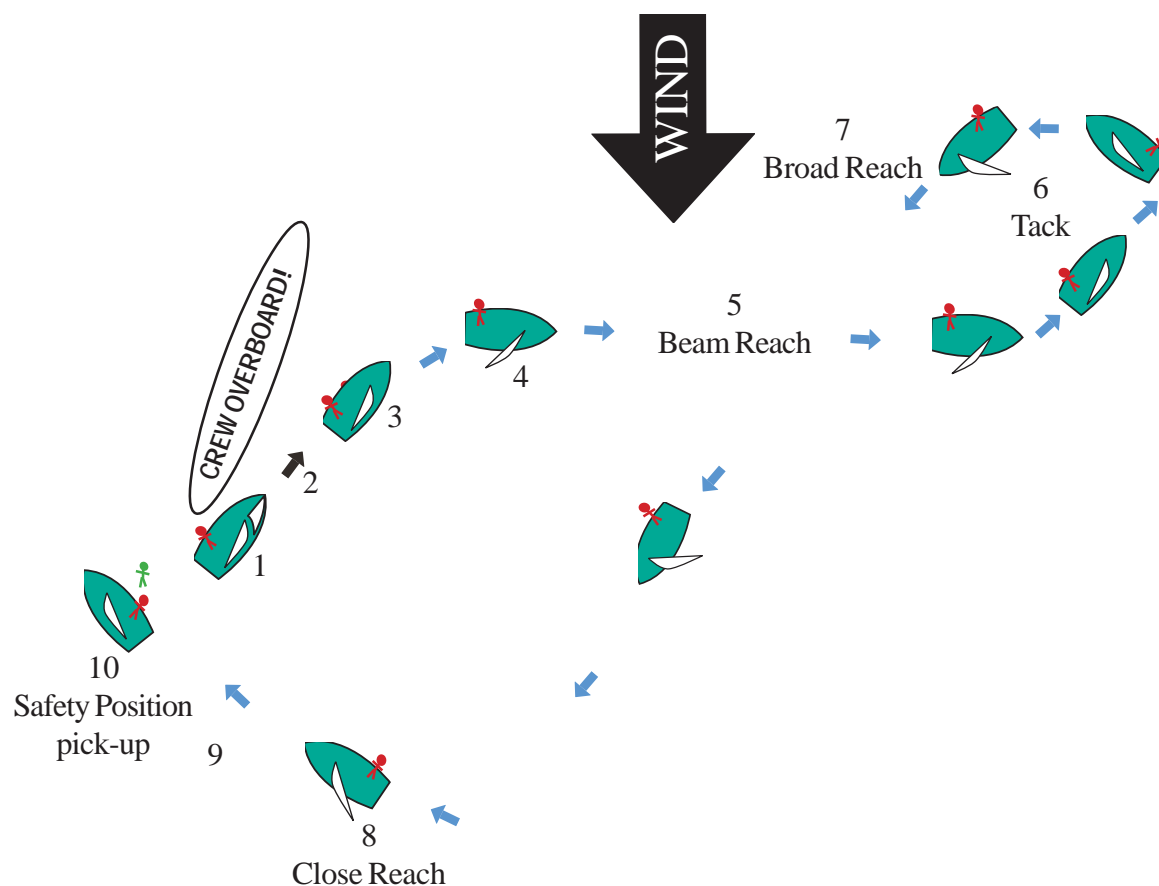 WIND
7
Broad Reach
6
Tack
CREW OVERBOARD!
5
Beam Reach
4
3
2
1
10
Safety Position
pick-up
9
8
Close Reach